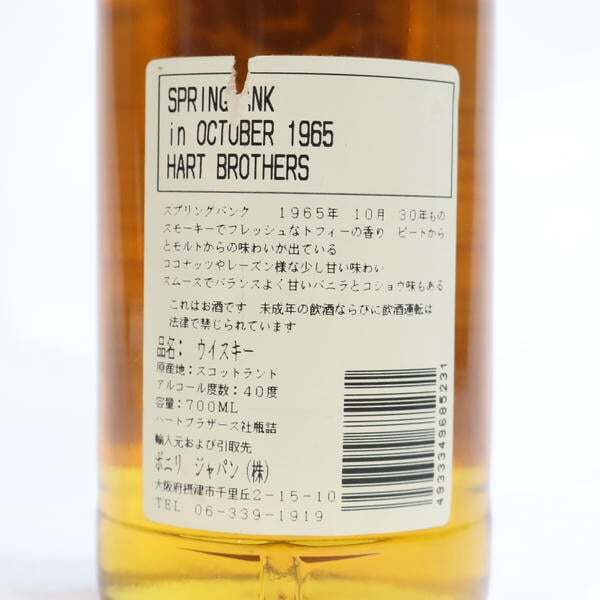 SPRING ANK
in OCTOBER 1965
HART BROTHERS
スプリングバンク 1965年 10月 30年もの
スモーキーでフレッシュなトフィーの香り ピートから
とモルトからの味わいが出ている
ココナッツやレーズン様な少し甘い味わい
スムースでバランスよく甘いバニラとコショウ味もある
これはお酒です 未成年の飲酒ならびに飲酒運転は
法律で禁じられています
品名: ウイスキー
原産地:スコットランド
アルコール度数:40度
容量:700ML
ハートブラザース社瓶詰
輸入元および引取先
ボニリ ジャパン(株)
大阪府摂津市千里丘2-15-10
TEL 06-339-1919
4933349685231